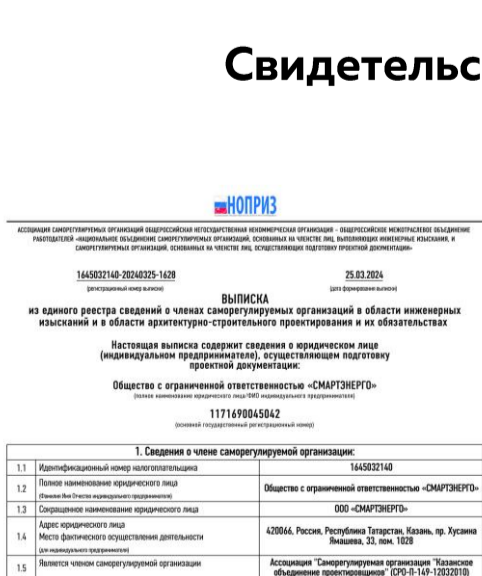 Свидетельс
НОПРИЗ
АССОЦИАЦИЯ САМОРЕГУЛИРУЕМЫХ ОРГАНИЗАЦИЙ ОБЩЕРОССИЙСКАЯ НЕГОСУДАРСТВЕННАЯ НЕКОММЕРЧЕСКАЯ ОРГАНИЗАЦИЯ – ОБЩЕРОССИЙСКОЕ МЕЖОТРАСЛЕВОЕ ОБЪЕДИНЕНИЕ
РАБОТОДАТЕЛЕЙ «НАЦИОНАЛЬНОЕ ОБЪЕДИНЕНИЕ САМОРЕГУЛИРУЕМЫХ ОРГАНИЗАЦИЙ, ОСНОВАННЫХ НА ЧЛЕНСТВЕ ЛИЦ, ВЫПОЛНЯЮЩИХ ИНЖЕНЕРНЫЕ ИЗЫСКАНИЯ, И
САМОРЕГУЛИРУЕМЫХ ОРГАНИЗАЦИЙ, ОСНОВАННЫХ НА ЧЛЕНСТВЕ ЛИЦ, ОСУЩЕСТВЛЯЮЩИХ ПОДГОТОВКУ ПРОЕКТНОЙ ДОКУМЕНТАЦИИ»
1645032140-20240325-1628 25.03.2024
(регистрационный номер выписки) (дата формирования выписки)
ВЫПИСКА
из единого реестра сведений о членах саморегулируемых организаций в области инженерных
изысканий и в области архитектурно-строительного проектирования и их обязательствах
Настоящая выписка содержит сведения о юридическом лице
(индивидуальном предпринимателе), осуществляющем подготовку
проектной документации:
Общество с ограниченной ответственностью «СМАРТЭНЕРГО»
(полное наименование юридического лица/ФИО индивидуального предпринимателя)
1171690045042
(основной государственный регистрационный номер)
1. Сведения о члене саморегулируемой организации:
1.1 Идентификационный номер налогоплательщика 1645032140
1.2 Полное наименование юридического лица Общество с ограниченной ответственностью «СМАРТЭНЕРГО»
(Фамилия Имя Отчество индивидуального предпринимателя)
1.3 Сокращенное наименование юридического лица ООО «СМАРТЭНЕРГО»
1.4 Адрес юридического лица 420066, Россия, Республика Татарстан, Казань, пр. Хусаина
Место фактического осуществления деятельности Ямашева, 33, пом. 1028
(для индивидуального предпринимателя)
1.5 Является членом саморегулируемой организации Ассоциация "Саморегулируемая организация "Казанское
объединение проектировщиков" (СРО-П-149-12032010)